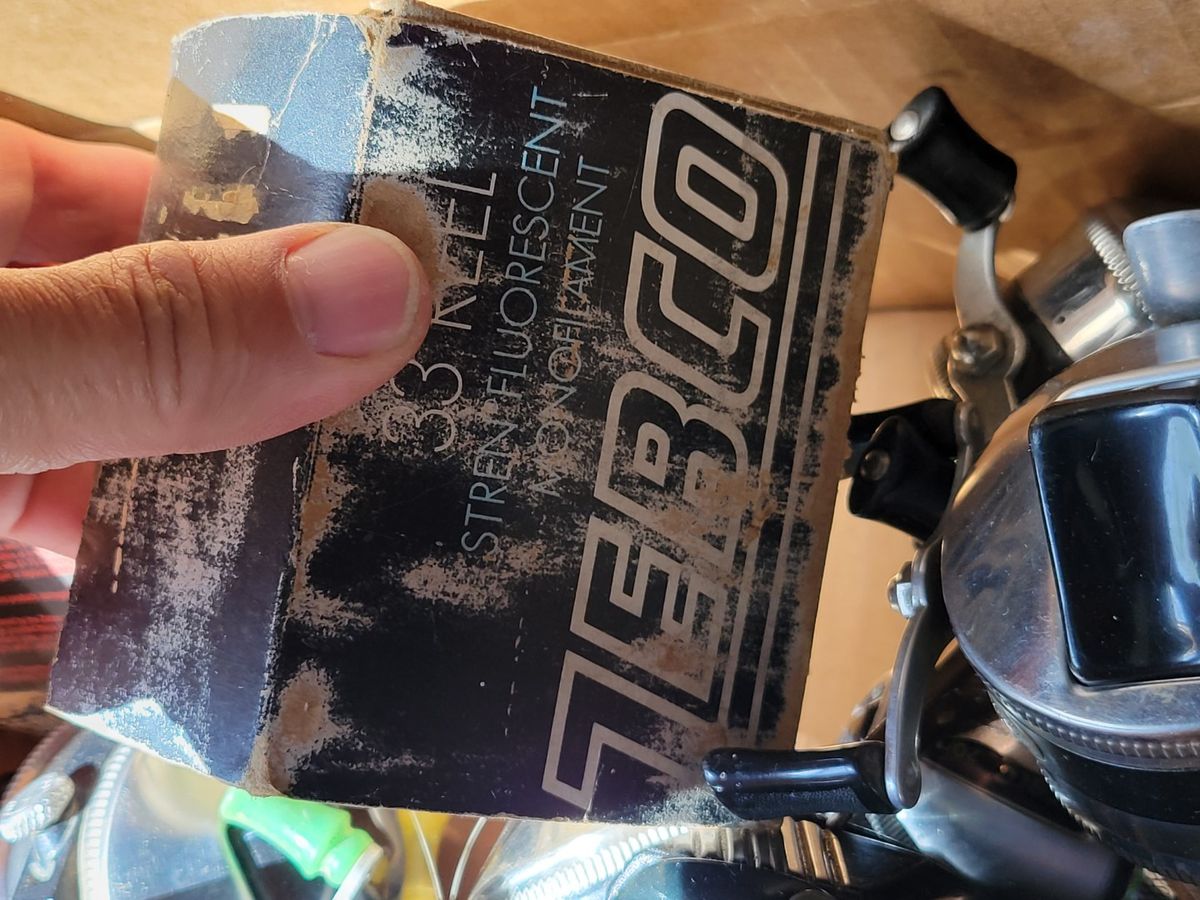 ZEBCO
33 REEL
STREN FLUORESCENT
MONOFILAMENT